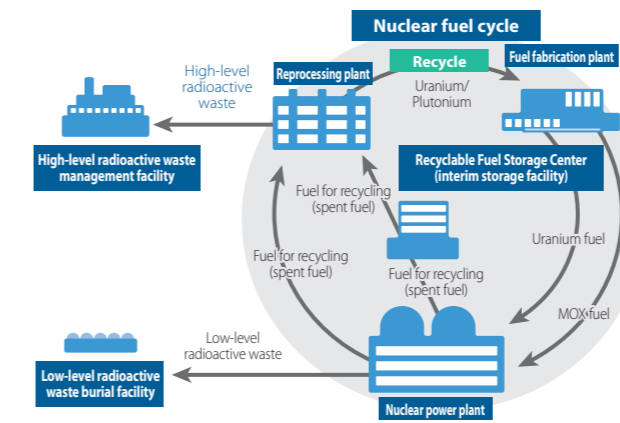 Nuclear fuel cycle
Recycle
Fuel fabrication plant
Reprocessing plant
High-level
radioactive
waste
Uranium/
Plutonium
High-level radioactive waste
management facility
Recyclable Fuel Storage Center
(interim storage facility)
Fuel for recycling
(spent fuel)
Uranium fuel
Fuel for recycling
(spent fuel)
Fuel for recycling
(spent fuel)
MOX fuel
Low-level
radioactive waste
Low-level radioactive
waste burial facility
Nuclear power plant